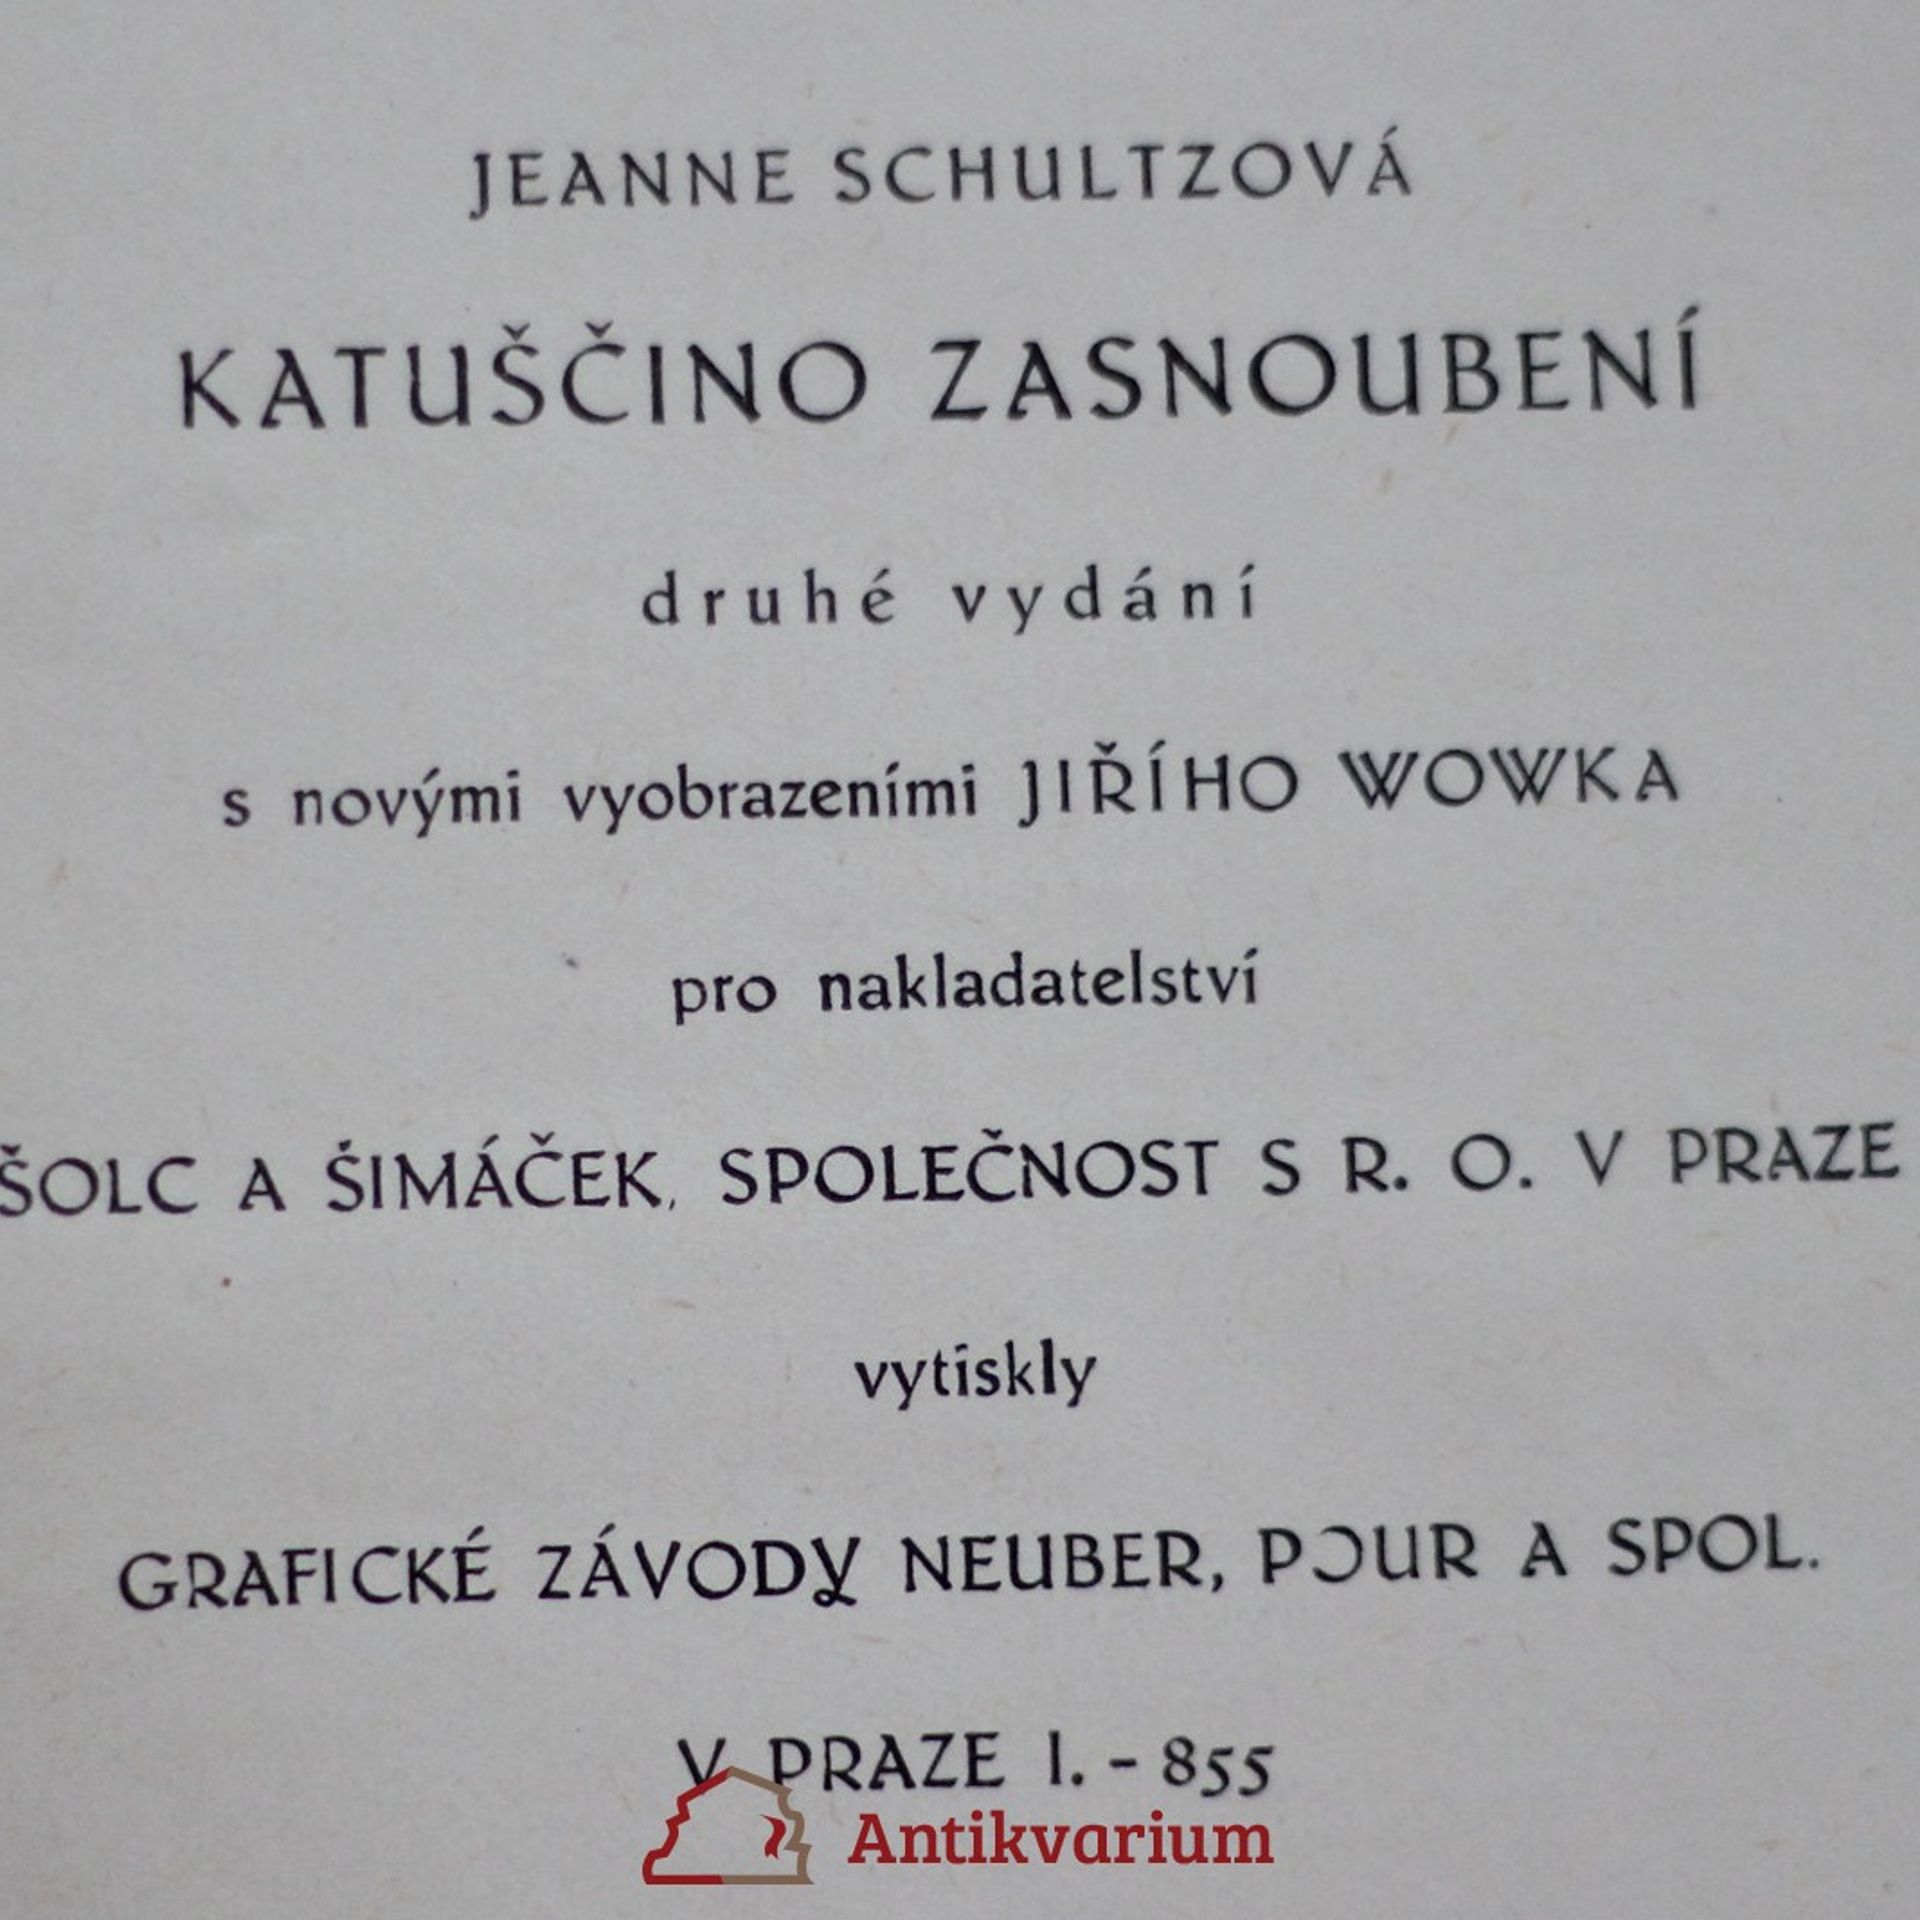 JEANNE SCHULTZOVÁ
KATUŠČINO ZASNOUBENÍ
druhé vydání
s novými vyobrazeními JIŘÍHO WOWKA
pro nakladatelství
ŠOLC A ŠIMÁČEK, SPOLEČNOST S R. O. V PRAZE
vytiskly
GRAFICKÉ ZÁVODY NEUBER, POUR A SPOL.
V PRAZE I. - 855
Antikvarium